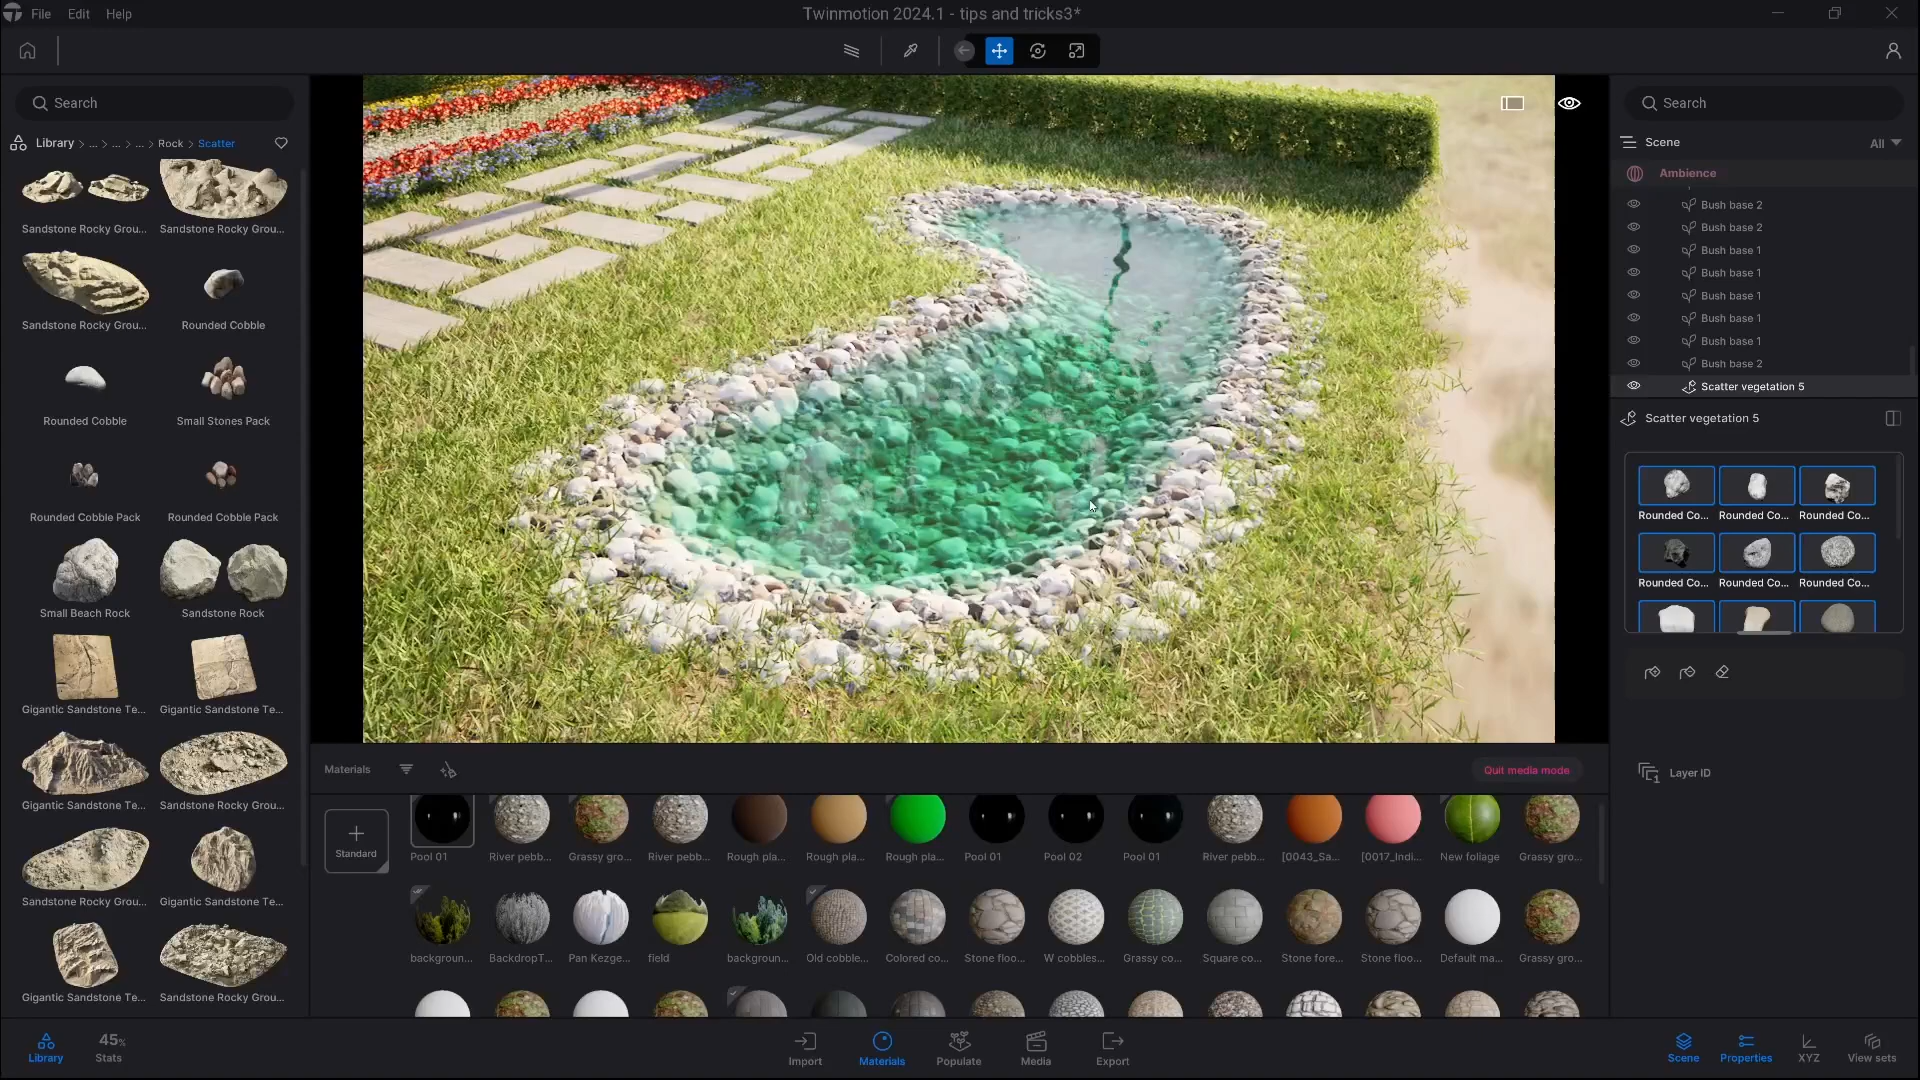 File Edit Help
Twinmotion 2024.1 - tips and tricks3*
Search
Library > ... > ... > ... > Rock > Scatter
Sandstone Rocky Grou... Sandstone Rocky Grou...
Sandstone Rocky Grou... Rounded Cobble
Rounded Cobble Small Stones Pack
Rounded Cobble Pack Rounded Cobble Pack
Small Beach Rock Sandstone Rock
Gigantic Sandstone Te... Gigantic Sandstone Te...
Gigantic Sandstone Te... Sandstone Rocky Grou...
Sandstone Rocky Grou... Gigantic Sandstone Te...
Gigantic Sandstone Te... Sandstone Rocky Grou...
Search
Scene All
Ambience
Bush base 2
Bush base 2
Bush base 1
Bush base 1
Bush base 1
Bush base 1
Bush base 1
Bush base 2
Scatter vegetation 5
Scatter vegetation 5
Rounded Co... Rounded Co... Rounded Co...
Rounded Co... Rounded Co... Rounded Co...
1 Layer ID
Materials Quit media mode
Standard
Pool 01 River pebb... Grassy gro... River pebb... Rough pla... Rough pla... Rough pla... Pool 01 Pool 02 Pool 01 River pebb... [0043_Sa... [0017_Indi... New foliage Grassy gro...
backgroun... BackdropT... Pan Kezge... field backgroun... Old cobble... Colored co... Stone floo... W cobbles... Grassy co... Square co... Stone fore... Stone floo... Default ma... Grassy gro...
Library 45% Stats Import Materials Populate Media Export Scene Properties XYZ View sets